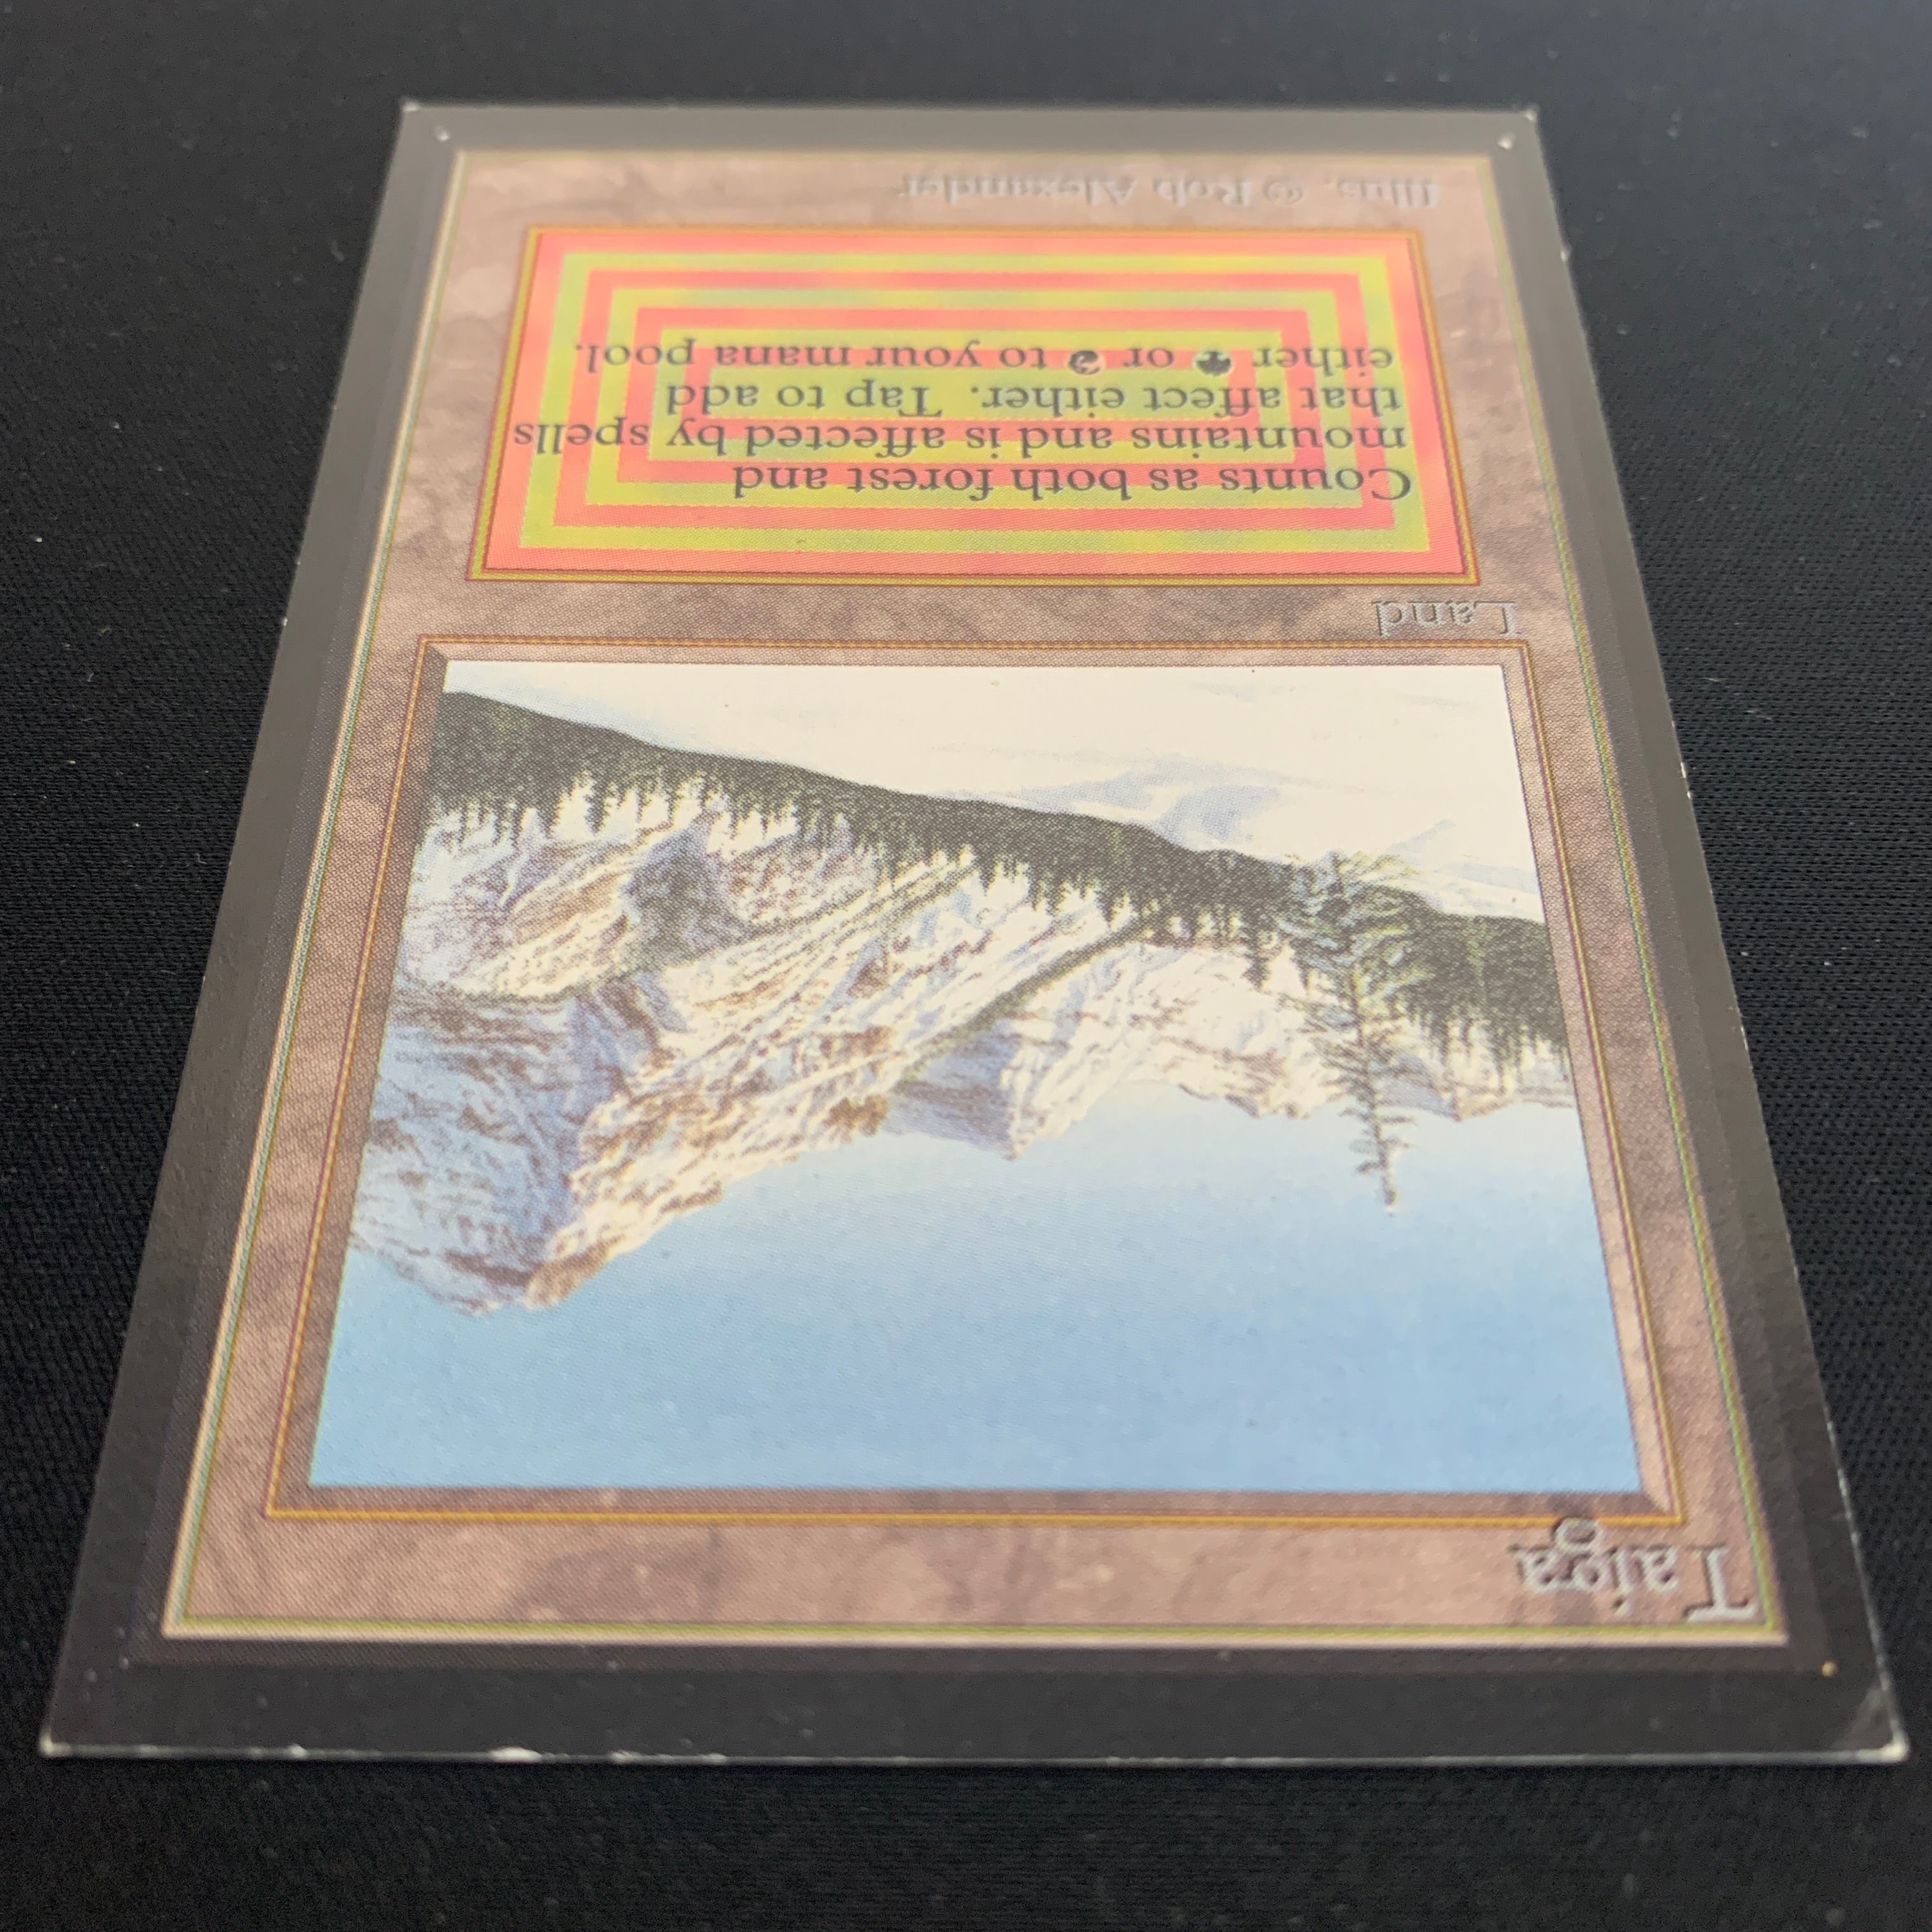 Taiga
Land
Counts as both forest and
mountains and is affected by spells
that affect either. Tap to add
either or to your mana pool.
Illus. © Rob Alexander